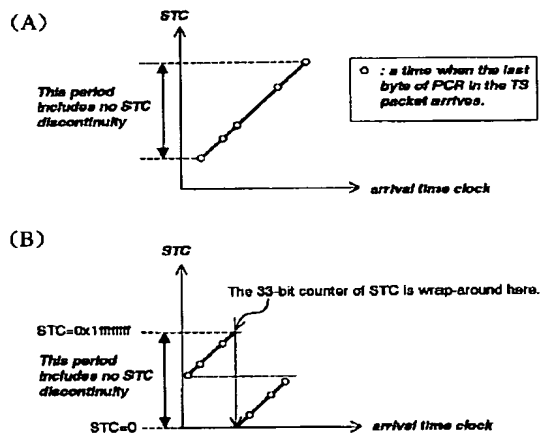 (A)
STC
This period
includes no STC
discontinuity
o : a time when the last
byte of PCR in the TS
packet arrives.
arrival time clock
(B)
STC
The 33-bit counter of STC is wrap-around here.
STC=0x1ffffffff
This period
includes no STC
discontinuity
STC=0
arrival time clock